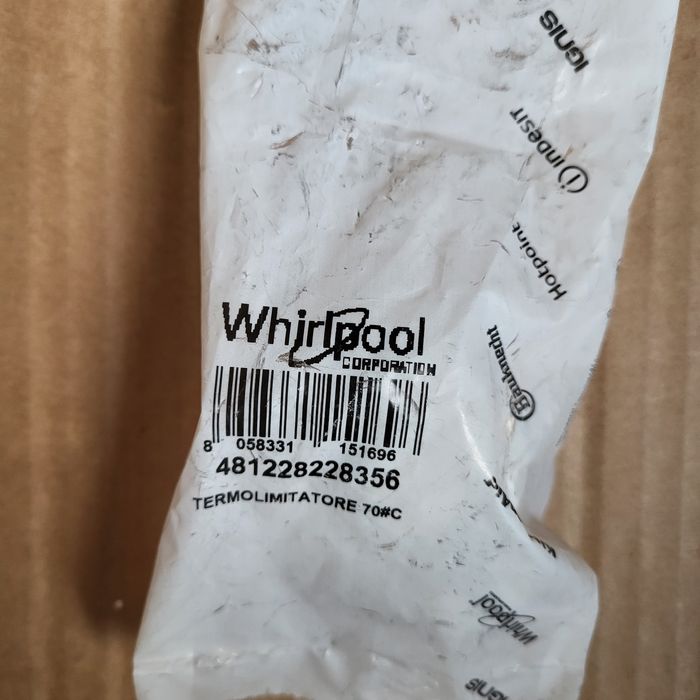 IGNIS
i INDESIT
Hotpoint
B Bauknecht
Whirlpool
CORPORATION
8 058331 151696
481228228356
TERMOLIMITATORE 70#C
Whirlpool
IGNIS